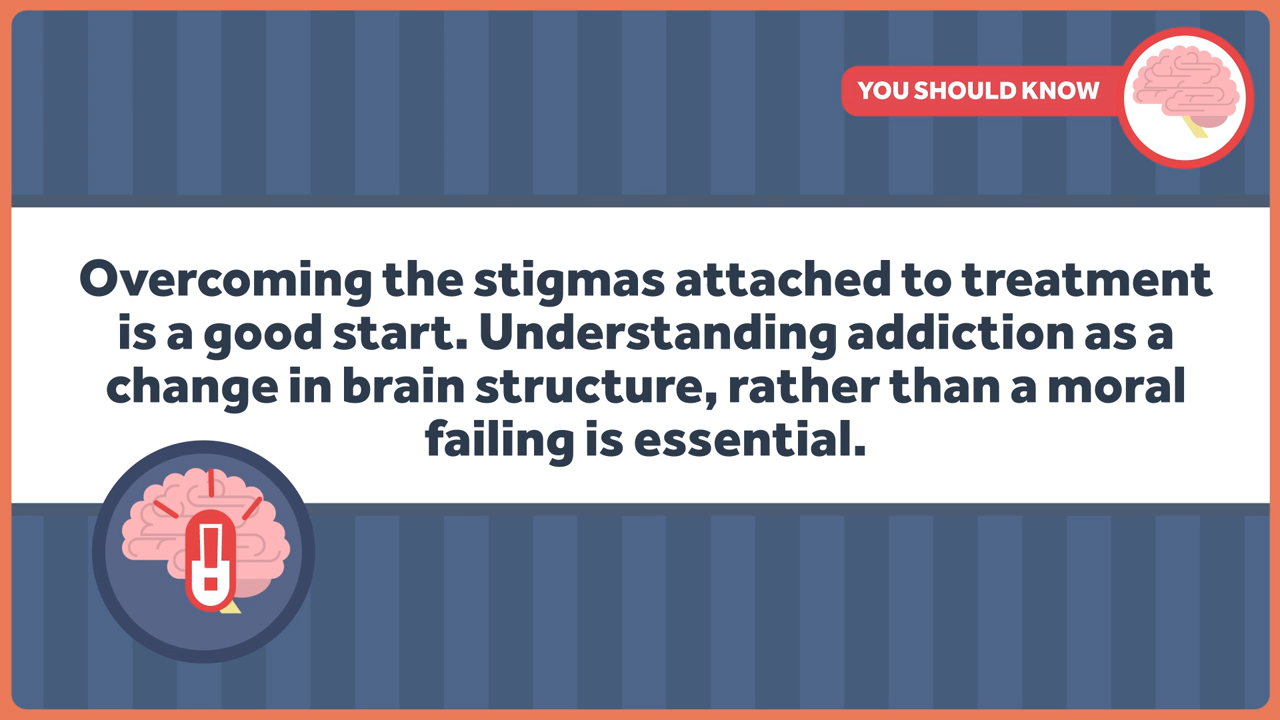 YOU SHOULD KNOW
Overcoming the stigmas attached to treatment
is a good start. Understanding addiction as a
change in brain structure, rather than a moral
failing is essential.